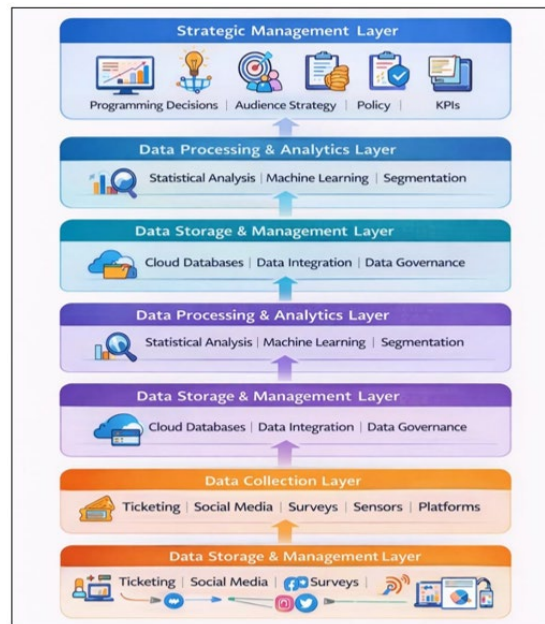 Strategic Management Layer
Programming Decisions | Audience Strategy | Policy | KPIs
Data Processing & Analytics Layer
Statistical Analysis | Machine Learning | Segmentation
Data Storage & Management Layer
Cloud Databases | Data Integration | Data Governance
Data Processing & Analytics Layer
Statistical Analysis | Machine Learning | Segmentation
Data Storage & Management Layer
Cloud Databases | Data Integration | Data Governance
Data Collection Layer
Ticketing | Social Media | Surveys | Sensors | Platforms
Data Storage & Management Layer
Ticketing | Social Media | Surveys |